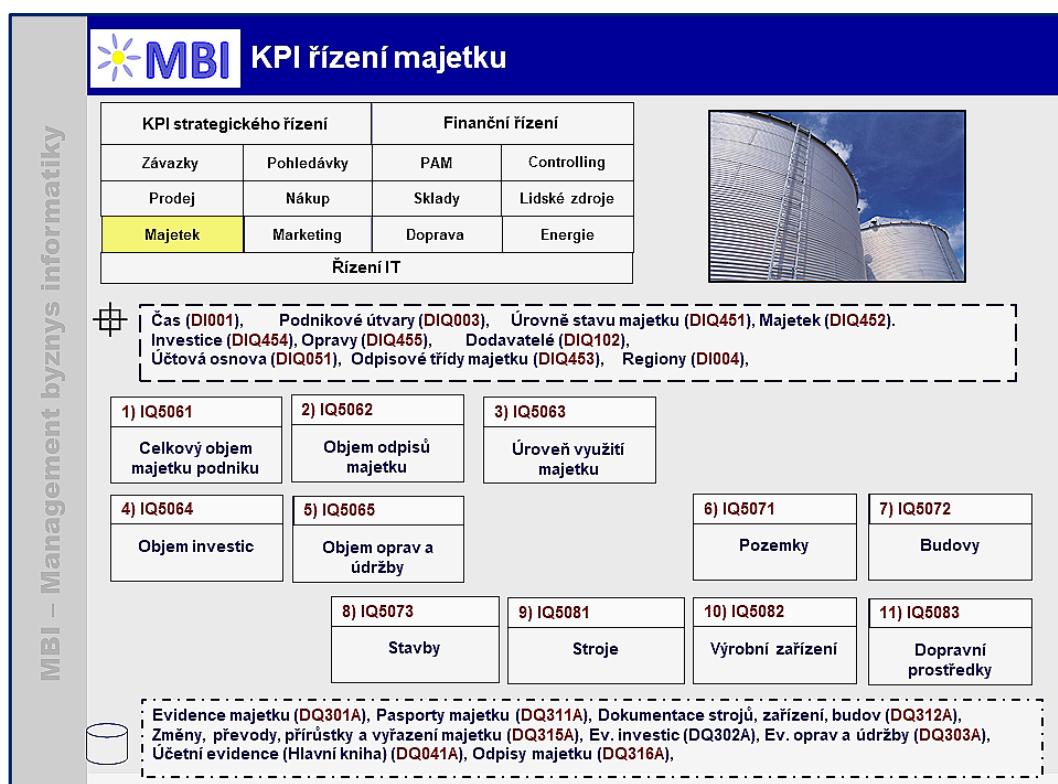 MBI – Management byznys informatiky
MBI
KPI řízení majetku
KPI strategického řízení
Finanční řízení
Závazky
Pohledávky
PAM
Controlling
Prodej
Nákup
Sklady
Lidské zdroje
Majetek
Marketing
Doprava
Energie
Řízení IT
Čas (DI001), Podnikové útvary (DIQ003), Úrovně stavu majetku (DIQ451), Majetek (DIQ452).
Investice (DIQ454), Opravy (DIQ455), Dodavatelé (DIQ102),
Účtová osnova (DIQ051), Odpisové třídy majetku (DIQ453), Regiony (DI004),
1) IQ5061
Celkový objem
majetku podniku
2) IQ5062
Objem odpisů
majetku
3) IQ5063
Úroveň využití
majetku
4) IQ5064
Objem investic
5) IQ5065
Objem oprav a
údržby
6) IQ5071
Pozemky
7) IQ5072
Budovy
8) IQ5073
Stavby
9) IQ5081
Stroje
10) IQ5082
Výrobní zařízení
11) IQ5083
Dopravní
prostředky
Evidence majetku (DQ301A), Pasporty majetku (DQ311A), Dokumentace strojů, zařízení, budov (DQ312A),
Změny, převody, přírůstky a vyřazení majetku (DQ315A), Ev. investic (DQ302A), Ev. oprav a údržby (DQ303A),
Účetní evidence (Hlavní kniha) (DQ041A), Odpisy majetku (DQ316A),